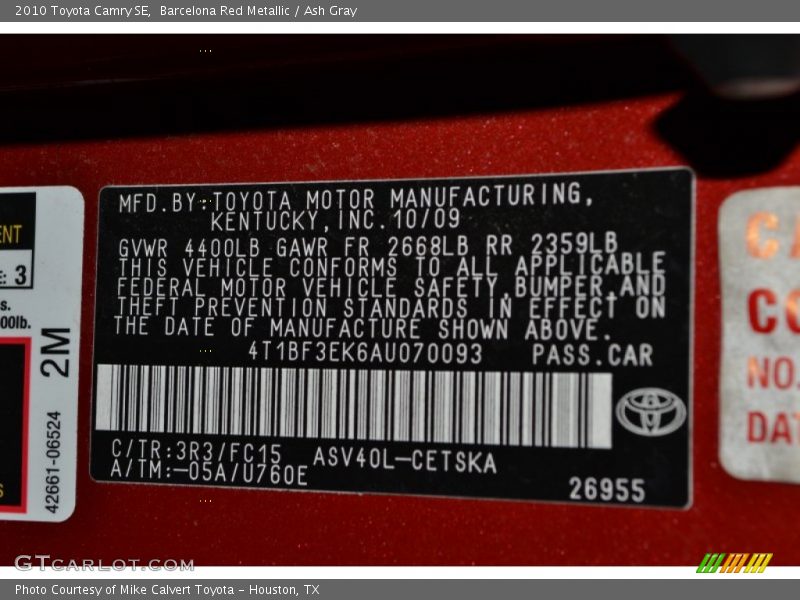 2010 Toyota Camry SE, Barcelona Red Metallic / Ash Gray
MFD.BY:TOYOTA MOTOR MANUFACTURING,
KENTUCKY,INC.10/09
GVWR 4400LB GAWR FR 2668LB RR 2359LB
THIS VEHICLE CONFORMS TO ALL APPLICABLE
FEDERAL MOTOR VEHICLE SAFETY,BUMPER,AND
THEFT PREVENTION STANDARDS IN EFFECT ON
THE DATE OF MANUFACTURE SHOWN ABOVE.
4T1BF3EK6AU070093 PASS.CAR
C/TR:3R3/FC15 ASV40L-CETSKA
A/TM:-05A/U760E
26955
3
00lb.
2M
42661-06524
NO.
GTCARLOT.COM
Photo Courtesy of Mike Calvert Toyota - Houston, TX